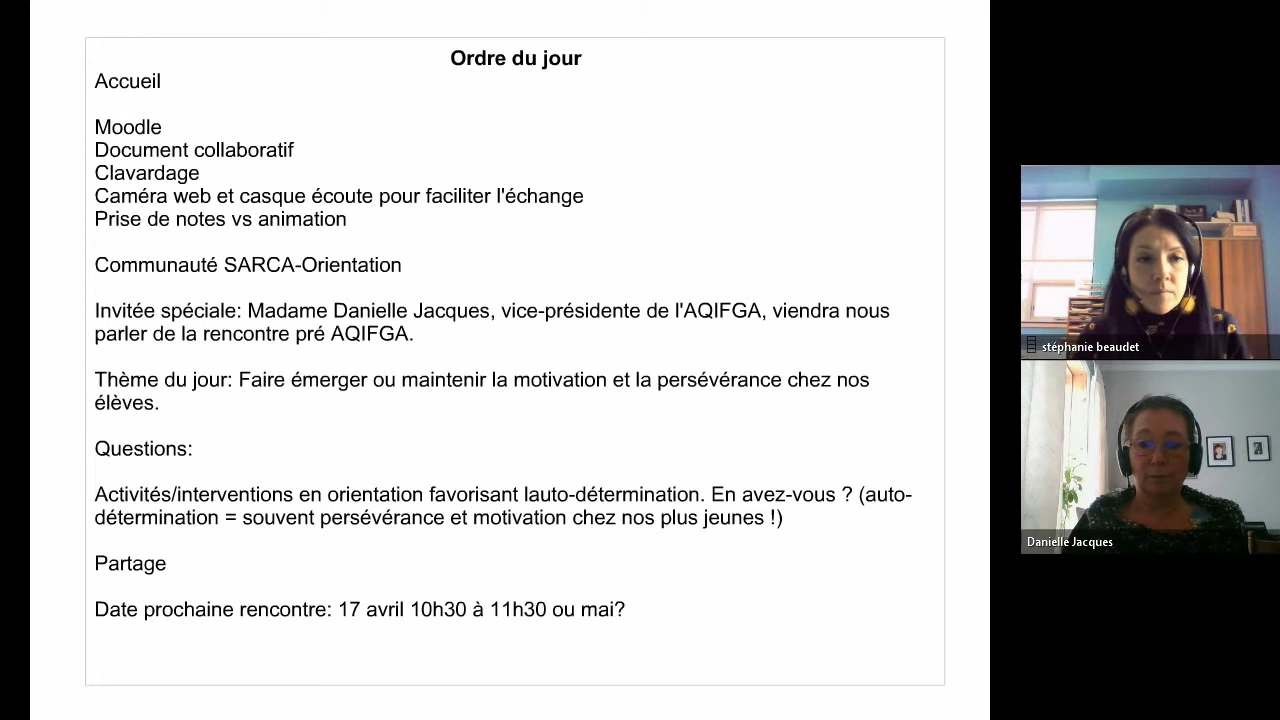 Ordre du jour
Accueil
Moodle
Document collaboratif
Clavardage
Caméra web et casque écoute pour faciliter l'échange
Prise de notes vs animation
Communauté SARCA-Orientation
Invitée spéciale: Madame Danielle Jacques, vice-présidente de l'AQIFGA, viendra nous
parler de la rencontre pré AQIFGA.
Thème du jour: Faire émerger ou maintenir la motivation et la persévérance chez nos
élèves.
Questions:
Activités/interventions en orientation favorisant lauto-détermination. En avez-vous ? (auto-
détermination = souvent persévérance et motivation chez nos plus jeunes !)
Partage
Date prochaine rencontre: 17 avril 10h30 à 11h30 ou mai?
stéphanie beaudet
Danielle Jacques